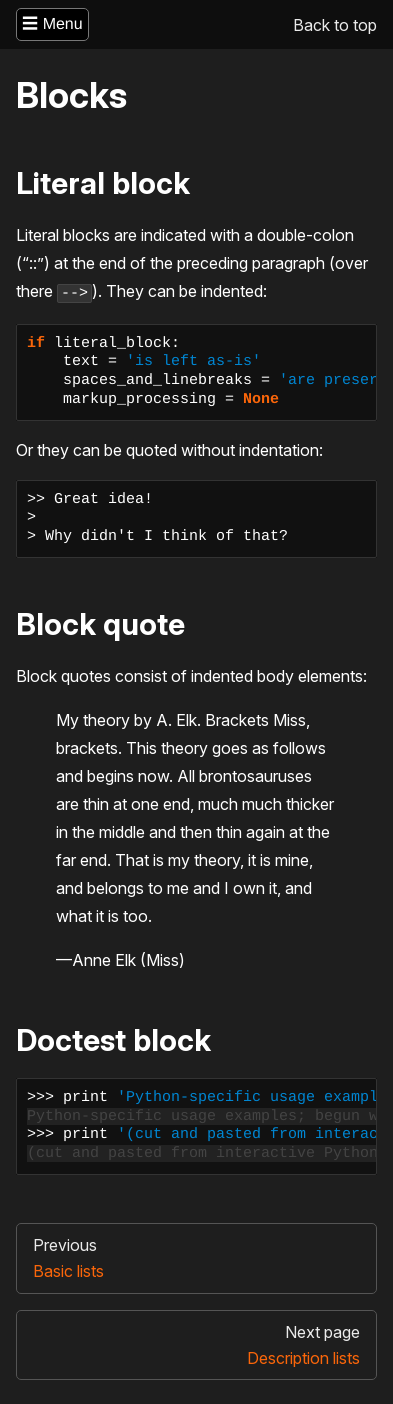 ☰ Menu
Back to top
Blocks
Literal block
Literal blocks are indicated with a double-colon
(“::”) at the end of the preceding paragraph (over
there -->). They can be indented:
if literal_block:
    text = 'is left as-is'
    spaces_and_linebreaks = 'are preser
    markup_processing = None
Or they can be quoted without indentation:
>> Great idea!
>
> Why didn't I think of that?
Block quote
Block quotes consist of indented body elements:
My theory by A. Elk. Brackets Miss,
brackets. This theory goes as follows
and begins now. All brontosauruses
are thin at one end, much much thicker
in the middle and then thin again at the
far end. That is my theory, it is mine,
and belongs to me and I own it, and
what it is too.
—Anne Elk (Miss)
Doctest block
>>> print 'Python-specific usage exampl
Python-specific usage examples; begun w
>>> print '(cut and pasted from interac
(cut and pasted from interactive Python
Previous
Basic lists
Next page
Description lists